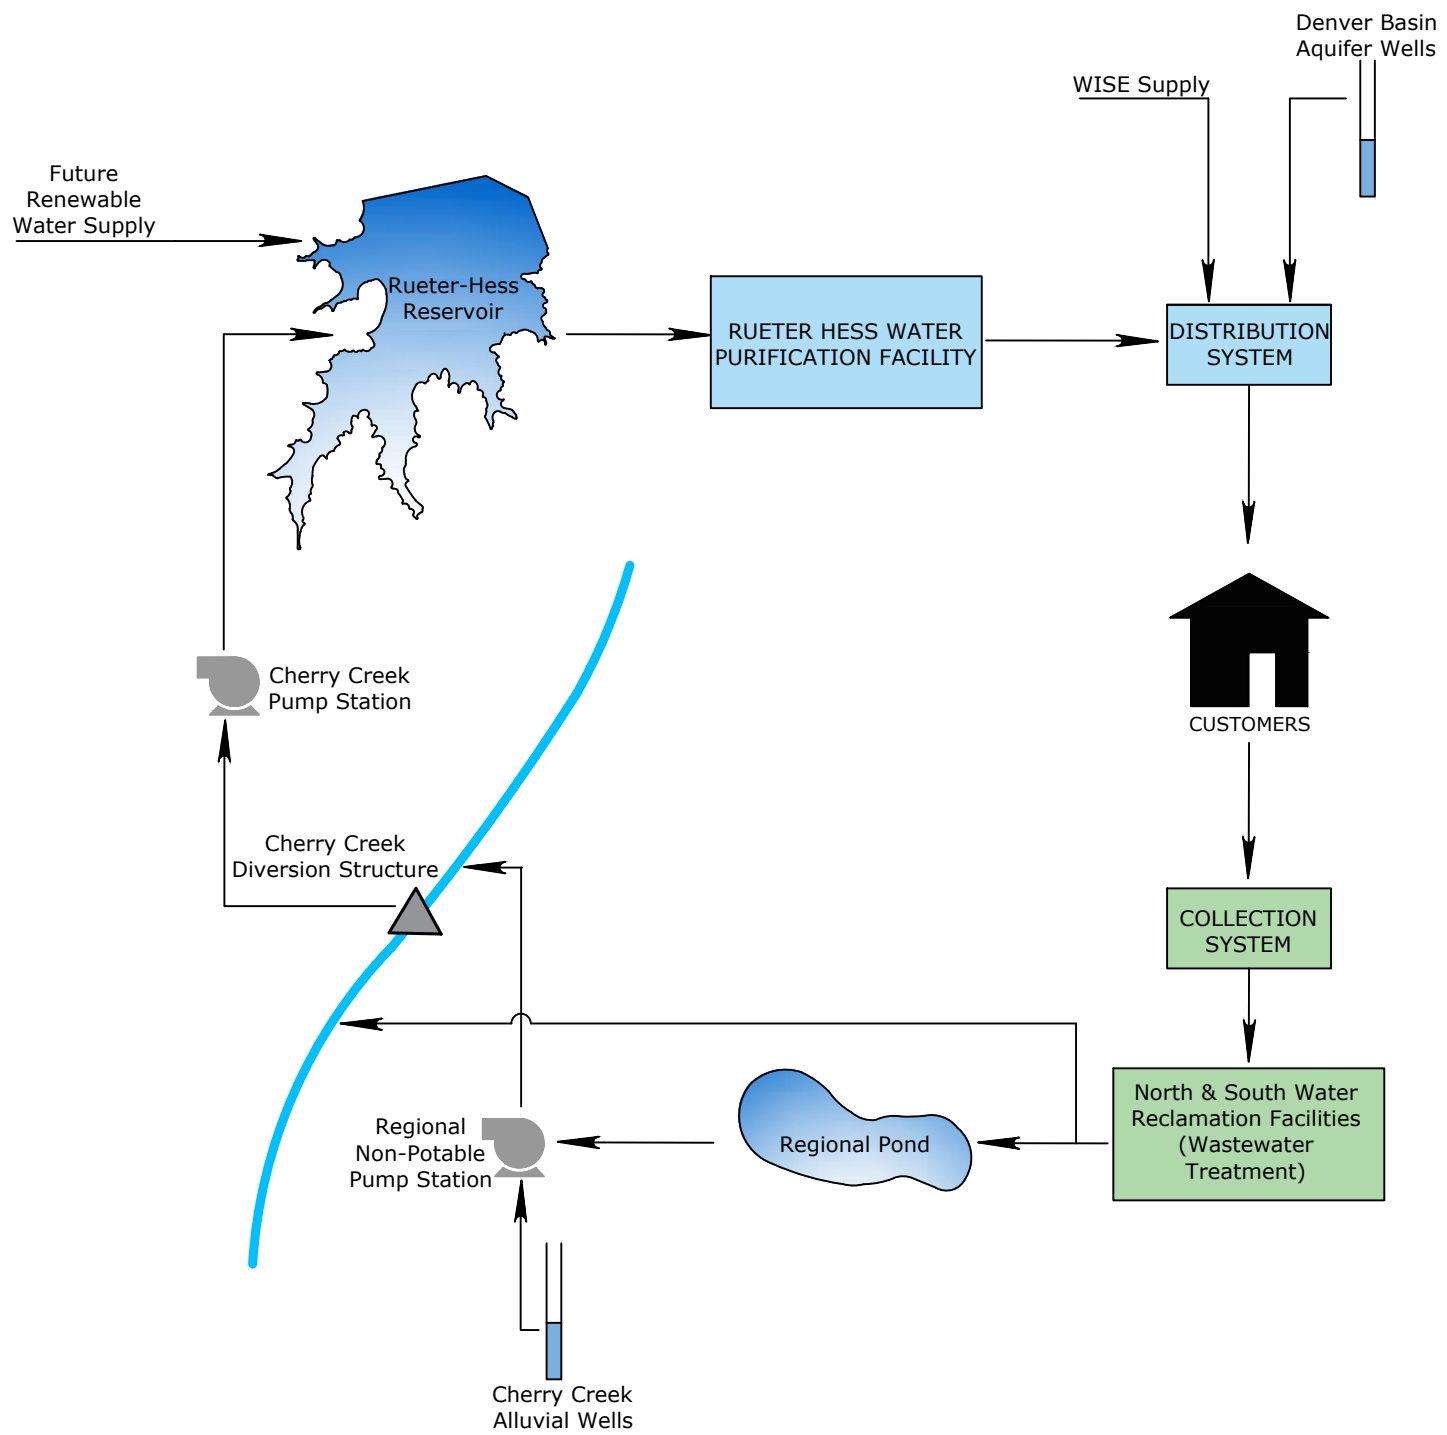 Denver Basin
Aquifer Wells
WISE Supply
Future
Renewable
Water Supply
Rueter-Hess
Reservoir
RUETER HESS WATER
PURIFICATION FACILITY
DISTRIBUTION
SYSTEM
Cherry Creek
Pump Station
CUSTOMERS
Cherry Creek
Diversion Structure
COLLECTION
SYSTEM
North & South Water
Reclamation Facilities
(Wastewater
Treatment)
Regional Pond
Regional
Non-Potable
Pump Station
Cherry Creek
Alluvial Wells